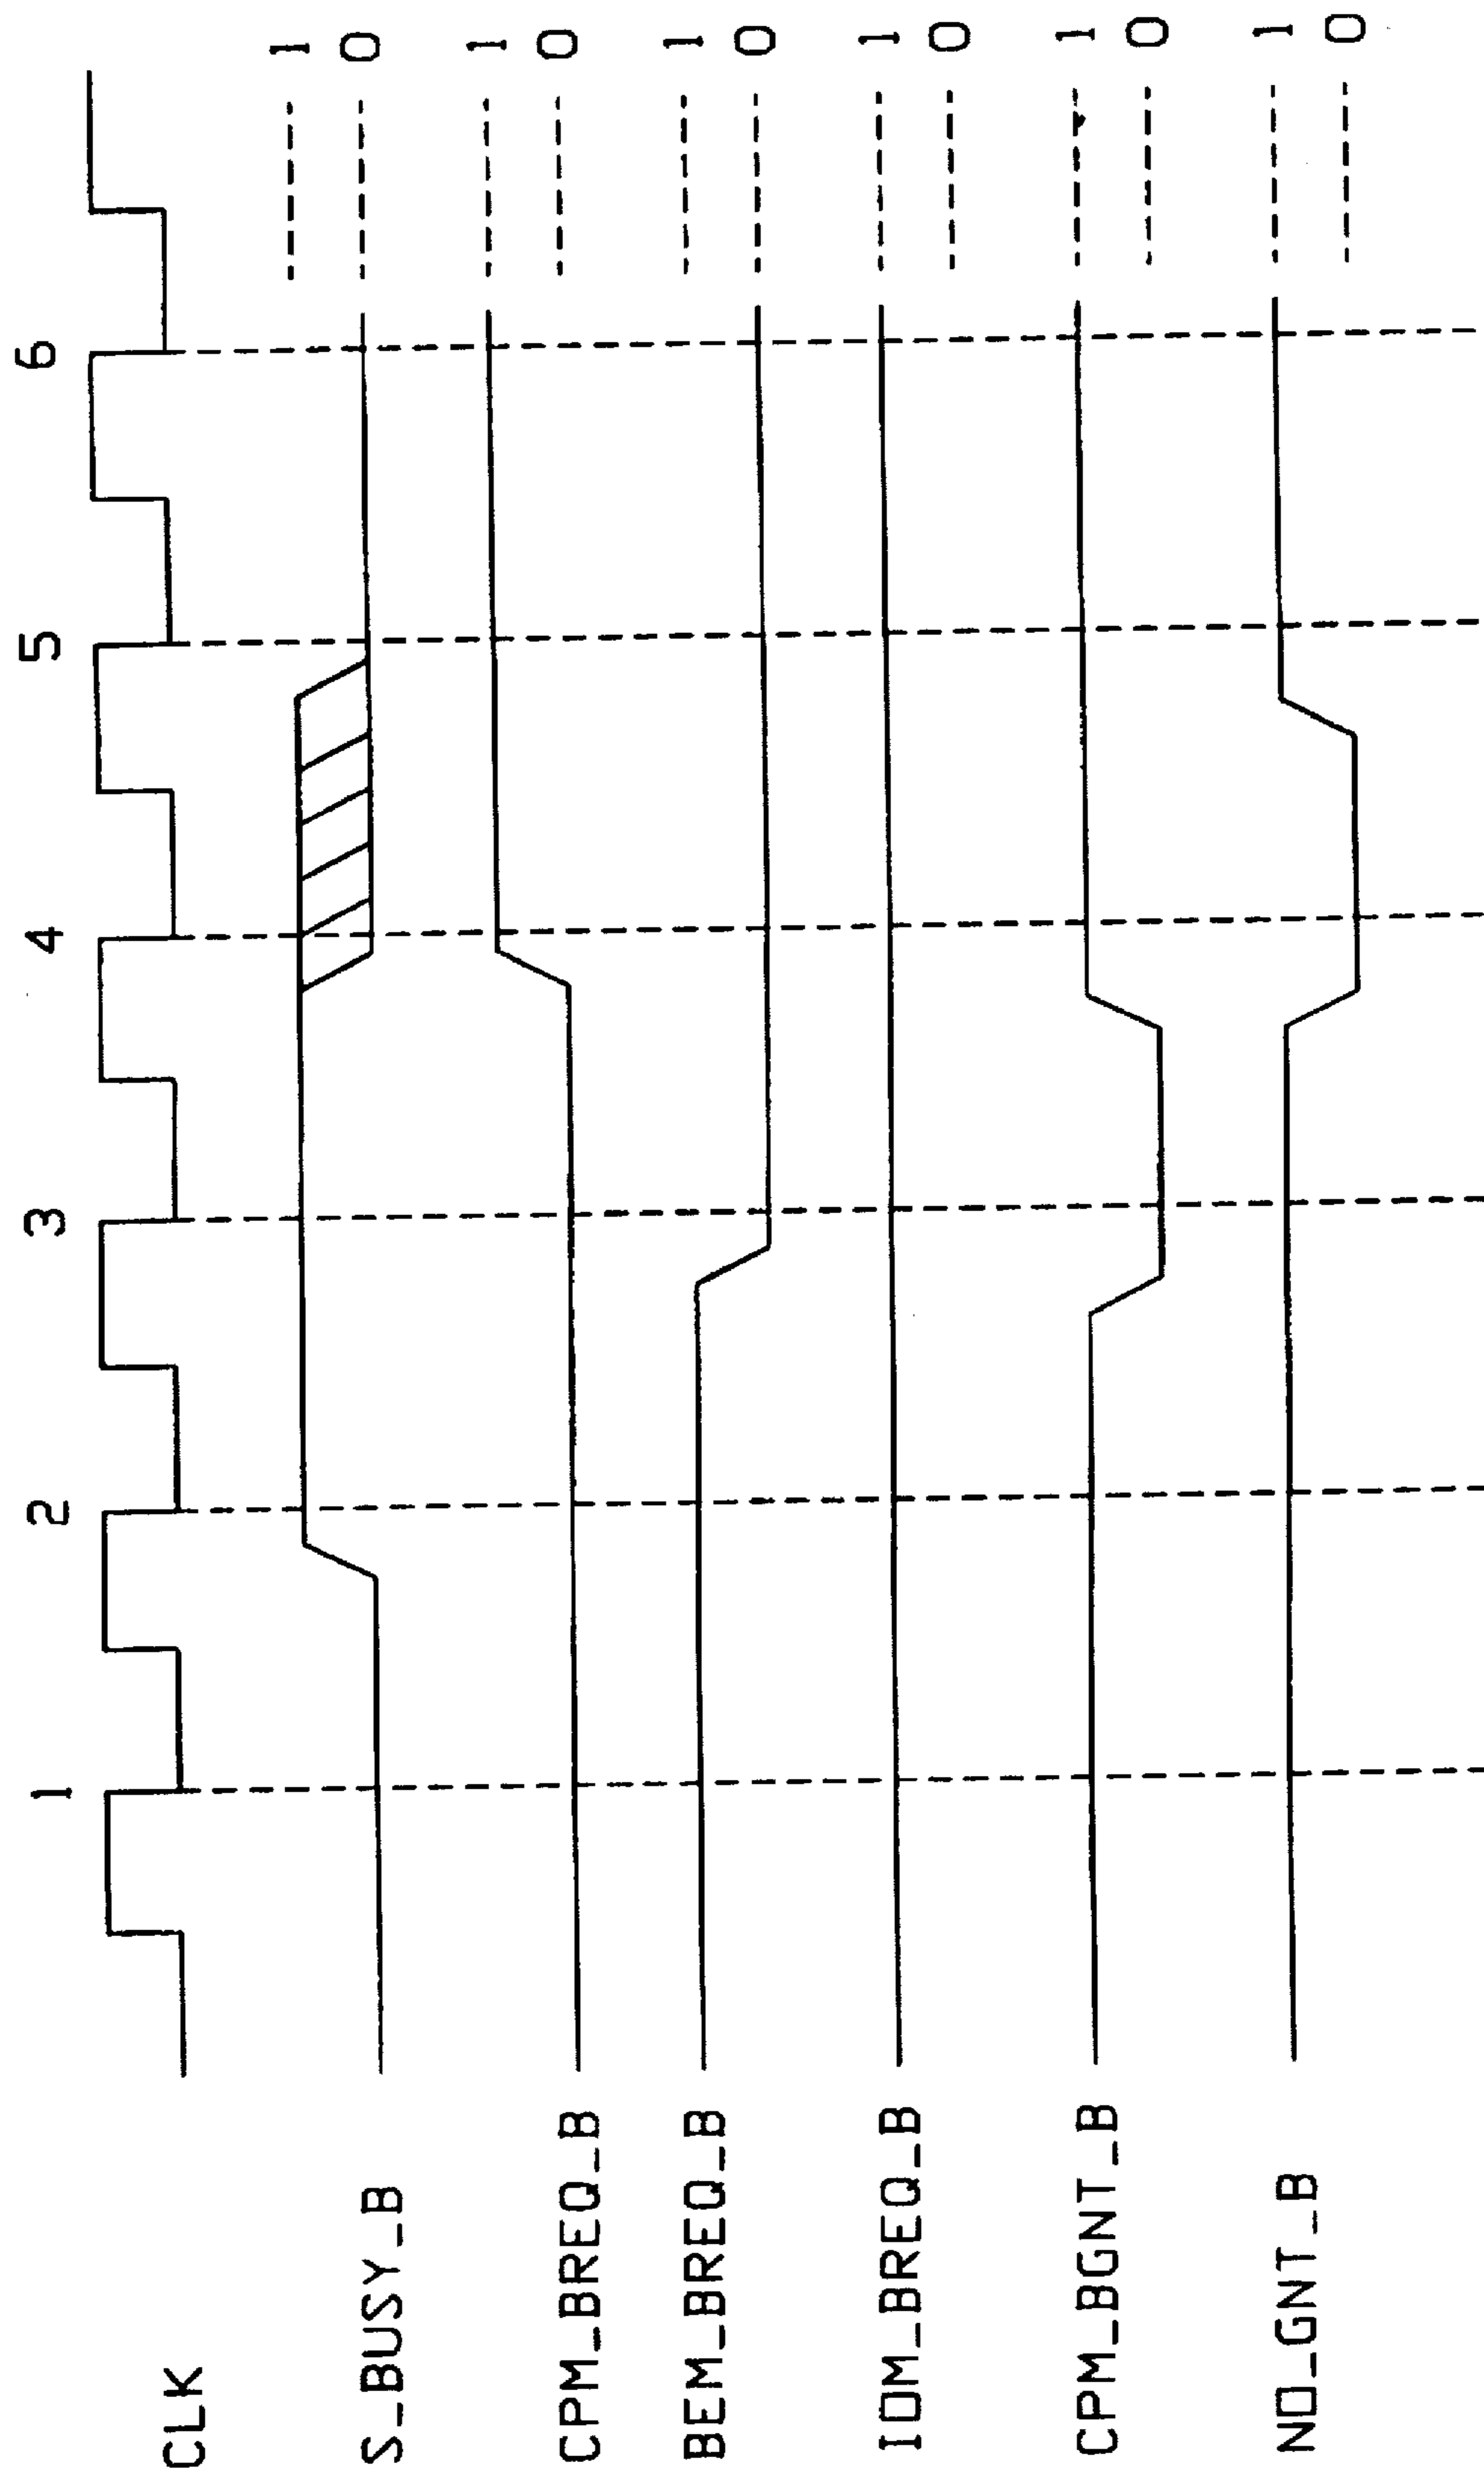 1 2 3 4 5 6
CLK
S_BUSY_B 1
0
CPM_BREQ_B 1
0
BEM_BREQ_B 1
0
IOM_BREQ_B 1
0
CPM_BGNT_B 1
0
NO_GNT_B 1
0